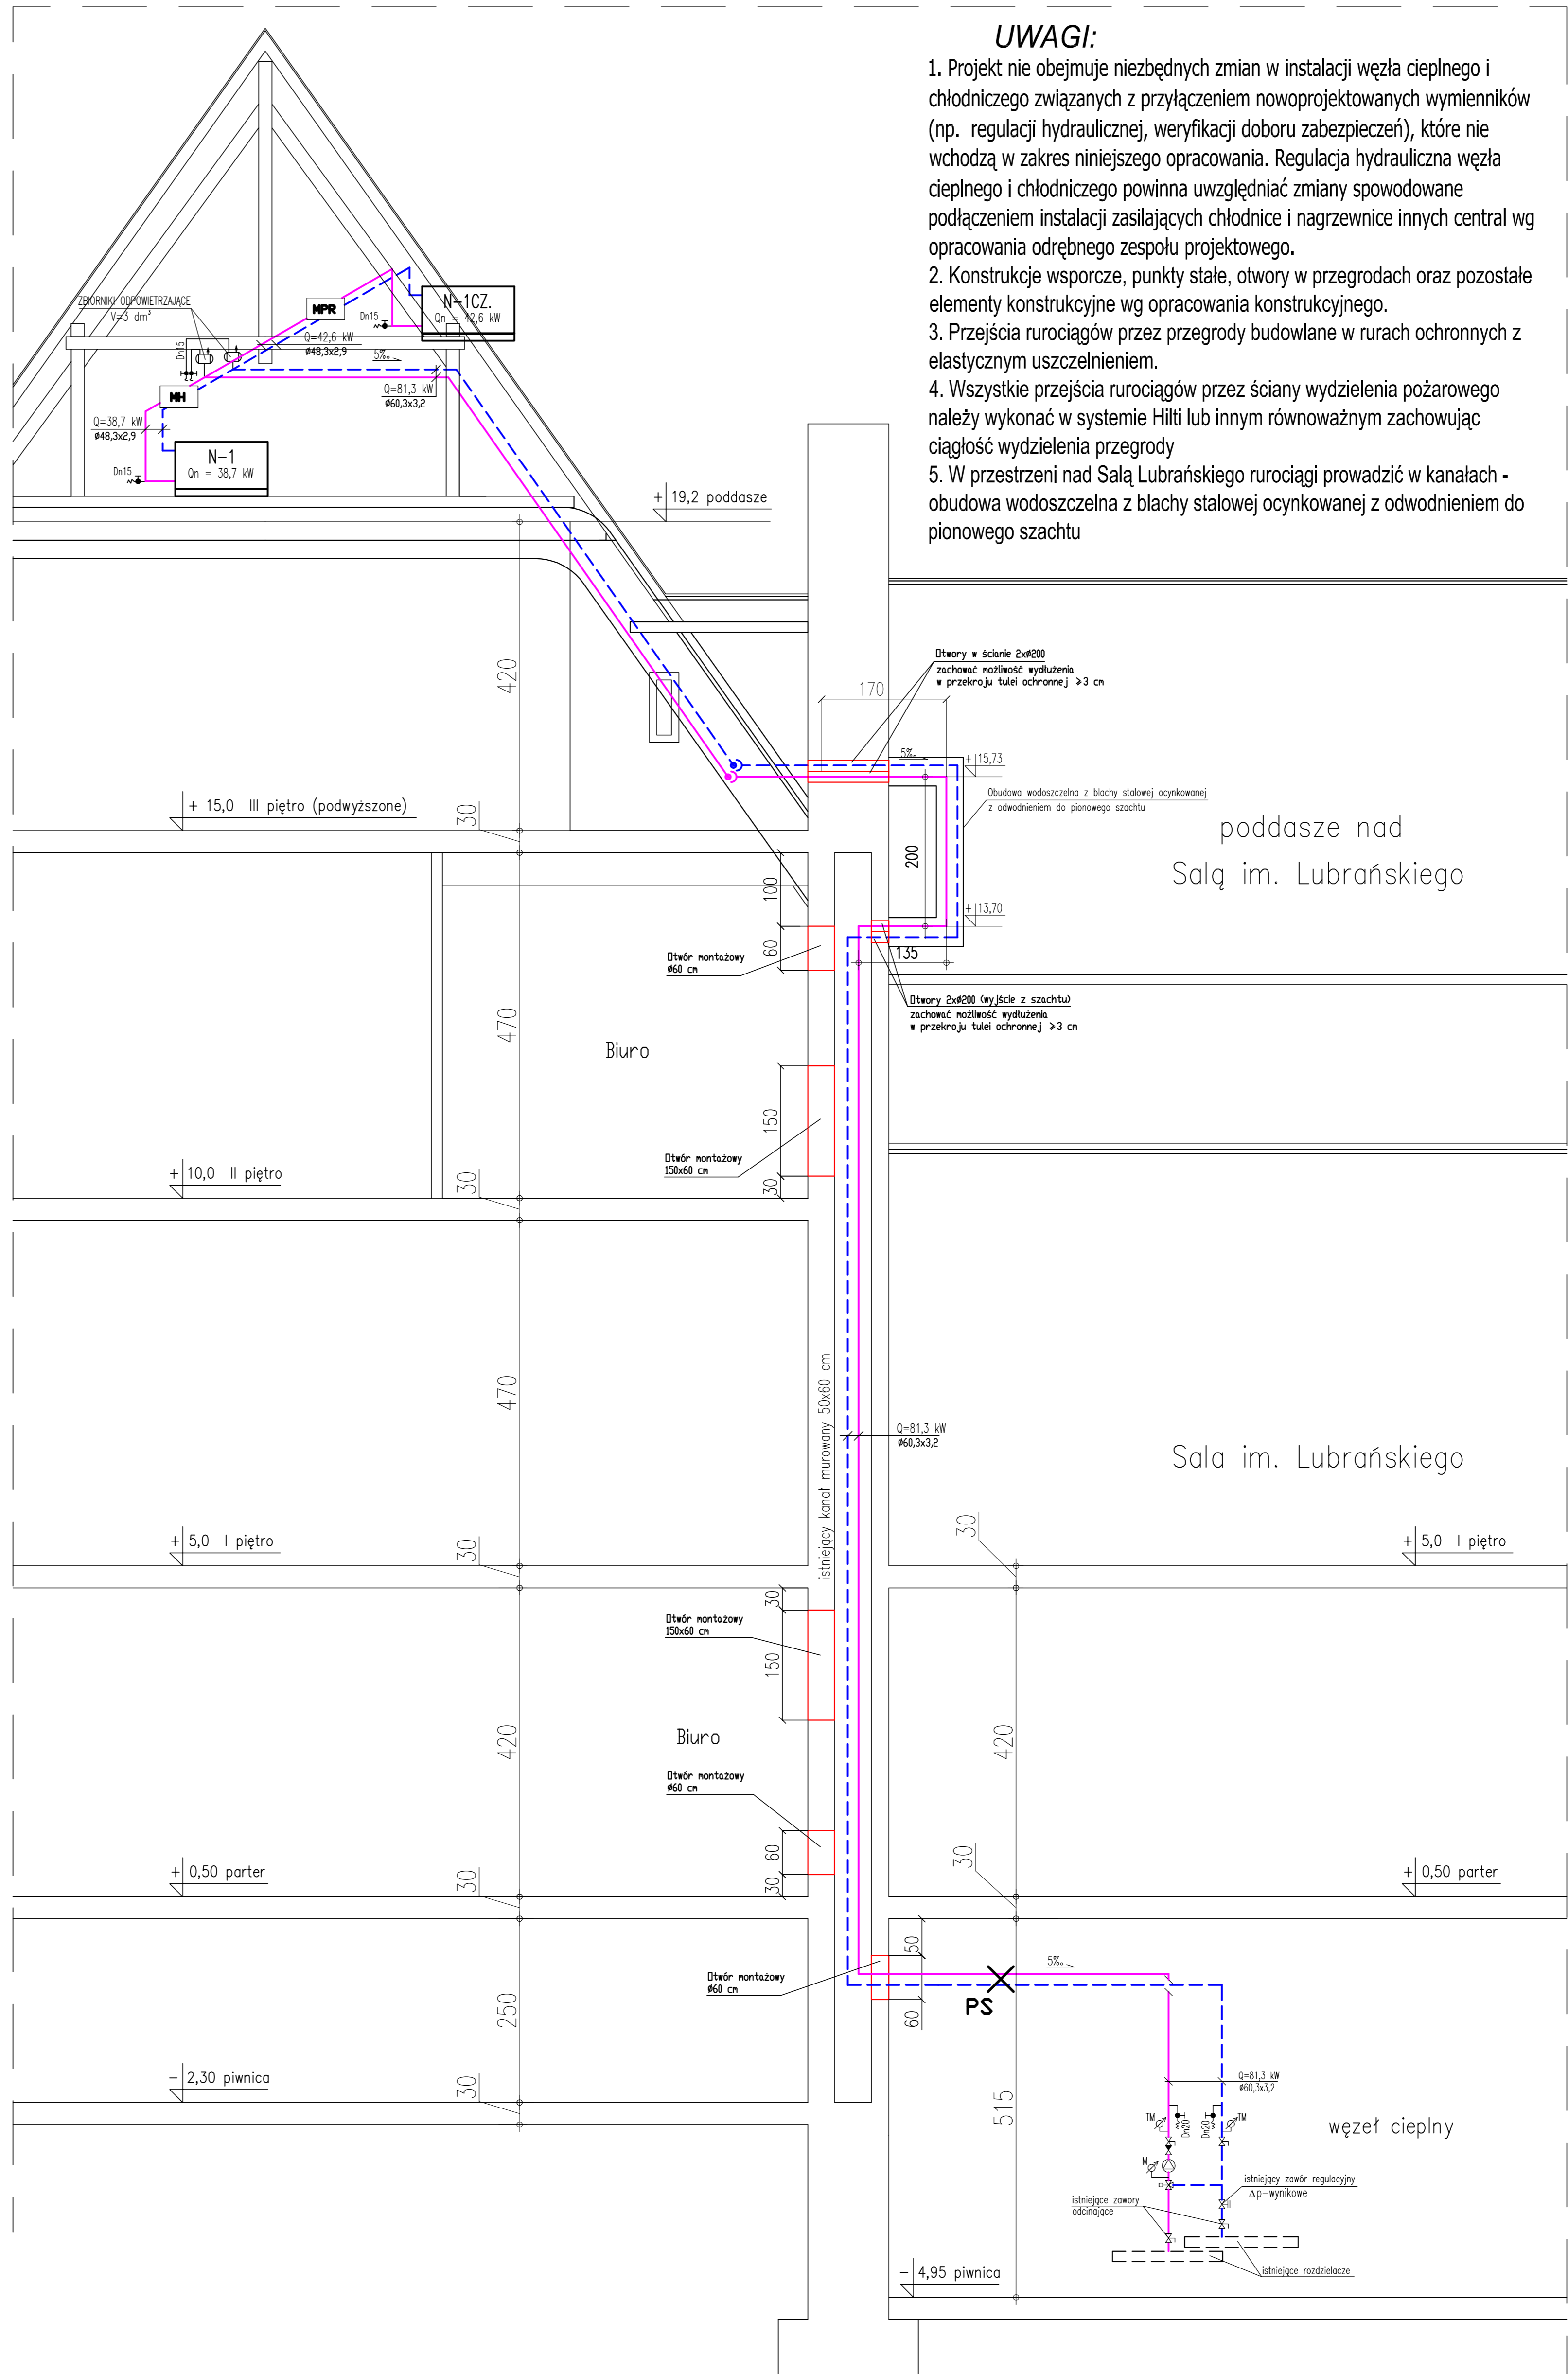 UWAGI:
1. Projekt nie obejmuje niezbędnych zmian w instalacji węzła cieplnego i
chłodniczego związanych z przyłączeniem nowoprojektowanych wymienników
(np. regulacji hydraulicznej, weryfikacji doboru zabezpieczeń), które nie
wchodzą w zakres niniejszego opracowania. Regulacja hydrauliczna węzła
cieplnego i chłodniczego powinna uwzględniać zmiany spowodowane
podłączeniem instalacji zasilających chłodnice i nagrzewnice innych central wg
opracowania odrębnego zespołu projektowego.
2. Konstrukcje wsporcze, punkty stałe, otwory w przegrodach oraz pozostałe
elementy konstrukcyjne wg opracowania konstrukcyjnego.
3. Przejścia rurociągów przez przegrody budowlane w rurach ochronnych z
elastycznym uszczelnieniem.
4. Wszystkie przejścia rurociągów przez ściany wydzielenia pożarowego
należy wykonać w systemie Hilti lub innym równoważnym zachowując
ciągłość wydzielenia przegrody
5. W przestrzeni nad Salą Lubrańskiego rurociągi prowadzić w kanałach -
obudowa wodoszczelna z blachy stalowej ocynkowanej z odwodnieniem do
pionowego szachtu
ZBIORNIKI ODPOWIETRZAJĄCE
V=3 dm³
MPR
N-1CZ.
Qn = 42,6 kW
Dn15
Q=42,6 kW
ø48,3x2,9
5‰
Dn15
Q=81,3 kW
ø60,3x3,2
MH
Q=38,7 kW
ø48,3x2,9
N-1
Qn = 38,7 kW
Dn15
+ 19,2 poddasze
420
Otwory w ścianie 2xø200
zachować możliwość wydłużenia
w przekroju tulei ochronnej ≥3 cm
170
5‰
+ 15,73
Obudowa wodoszczelna z blachy stalowej ocynkowanej
z odwodnieniem do pionowego szachtu
+ 15,0 III piętro (podwyższone)
30
poddasze nad
Salą im. Lubrańskiego
200
100
+ 13,70
60
135
Otwór montażowy
ø60 cm
Otwory 2xø200 (wyjście z szachtu)
zachować możliwość wydłużenia
w przekroju tulei ochronnej ≥3 cm
470
Biuro
150
Otwór montażowy
150x60 cm
+ 10,0 II piętro
30
30
470
istniejący kanał murowany 50x60 cm
Q=81,3 kW
ø60,3x3,2
Sala im. Lubrańskiego
+ 5,0 I piętro
30
30
+ 5,0 I piętro
30
Otwór montażowy
150x60 cm
150
420
Biuro
420
Otwór montażowy
ø60 cm
60
30
+ 0,50 parter
30
30
+ 0,50 parter
50
Otwór montażowy
ø60 cm
60
5‰
PS
250
- 2,30 piwnica
30
515
Q=81,3 kW
ø60,3x3,2
TM
Dn20
Dn20
TM
węzeł cieplny
M
istniejący zawór regulacyjny
Δp-wynikowe
istniejące zawory
odcinające
istniejące rozdzielacze
- 4,95 piwnica